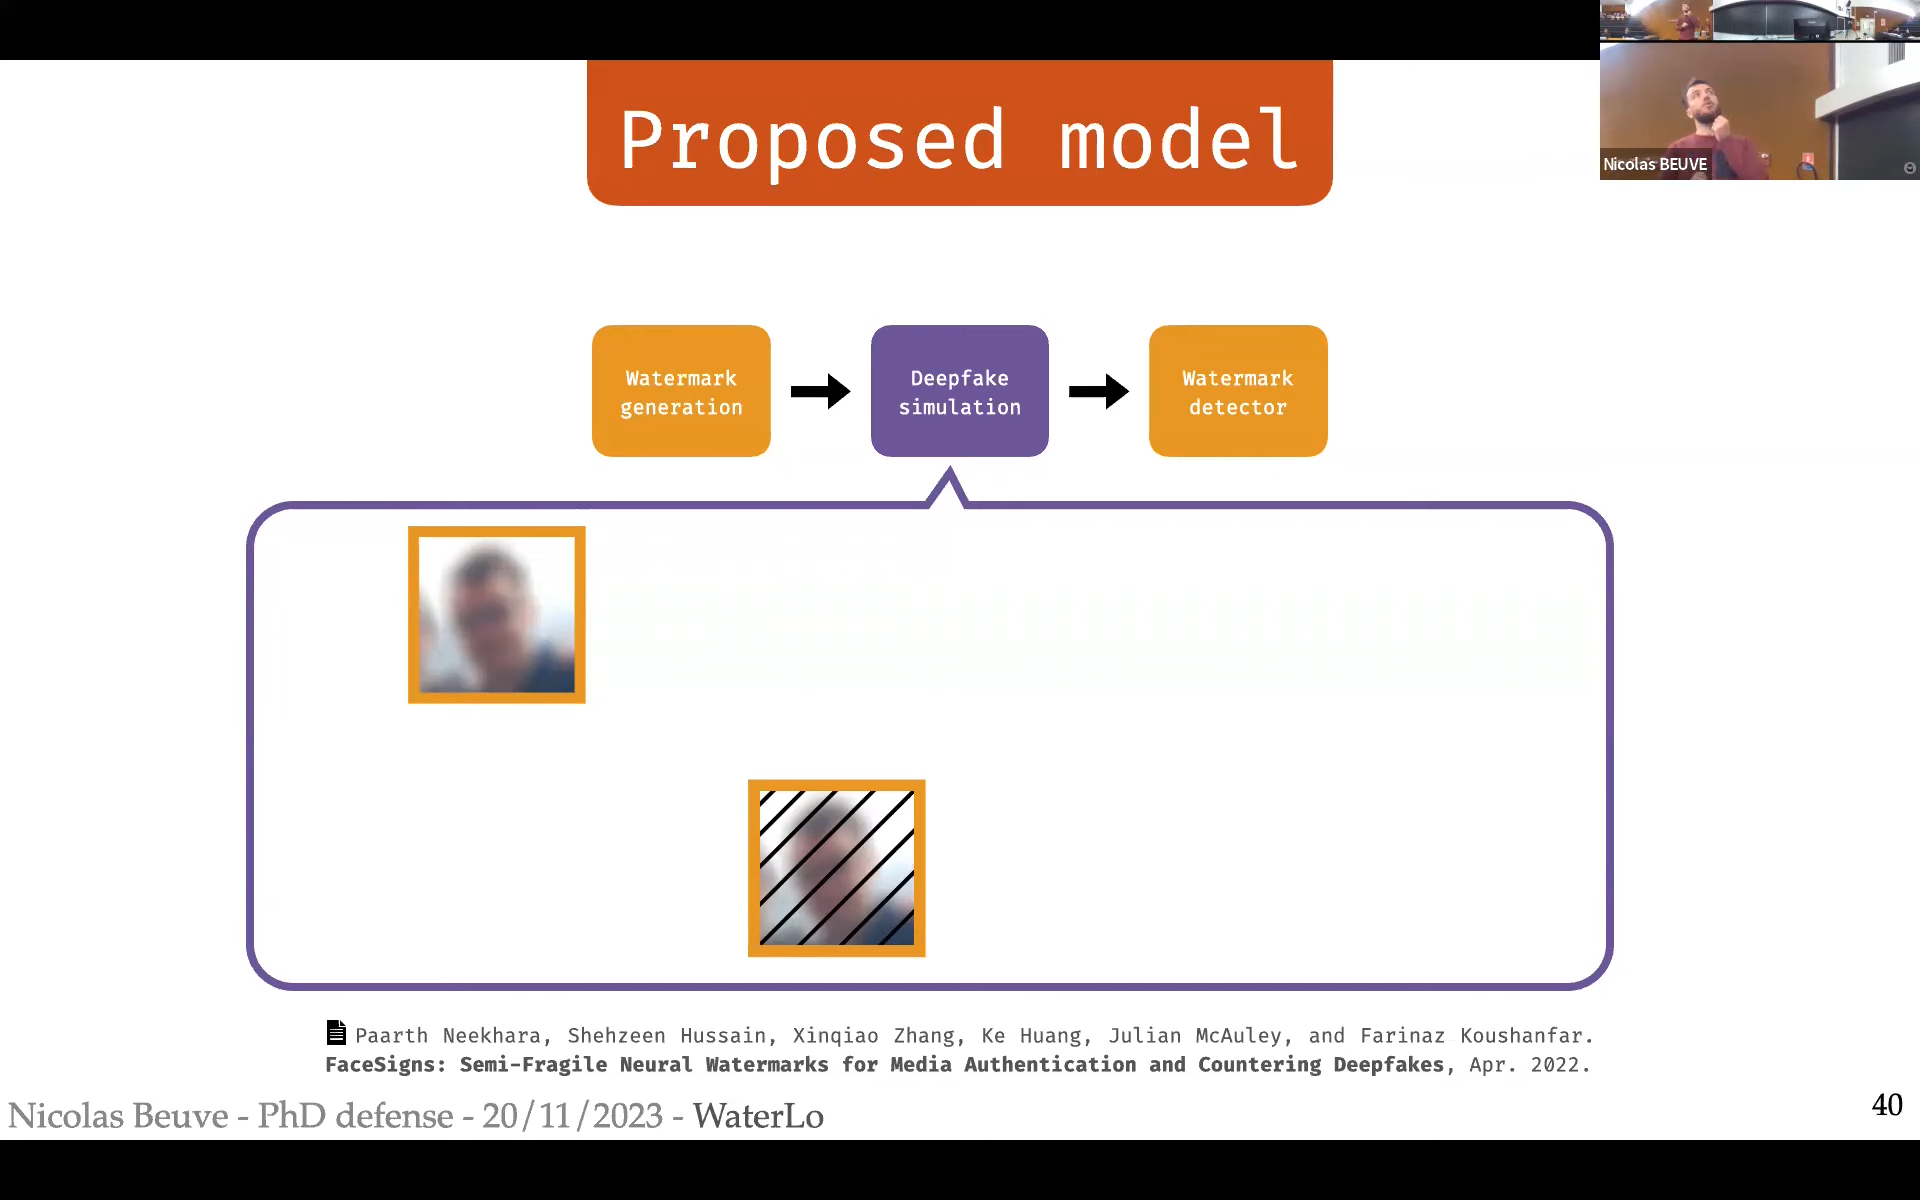 Proposed model
Nicolas BEUVE
Watermark
generation
Deepfake
simulation
Watermark
detector
Paarth Neekhara, Shehzeen Hussain, Xinqiao Zhang, Ke Huang, Julian McAuley, and Farinaz Koushanfar.
FaceSigns: Semi-Fragile Neural Watermarks for Media Authentication and Countering Deepfakes, Apr. 2022.
Nicolas Beuve - PhD defense - 20/11/2023 - WaterLo
40